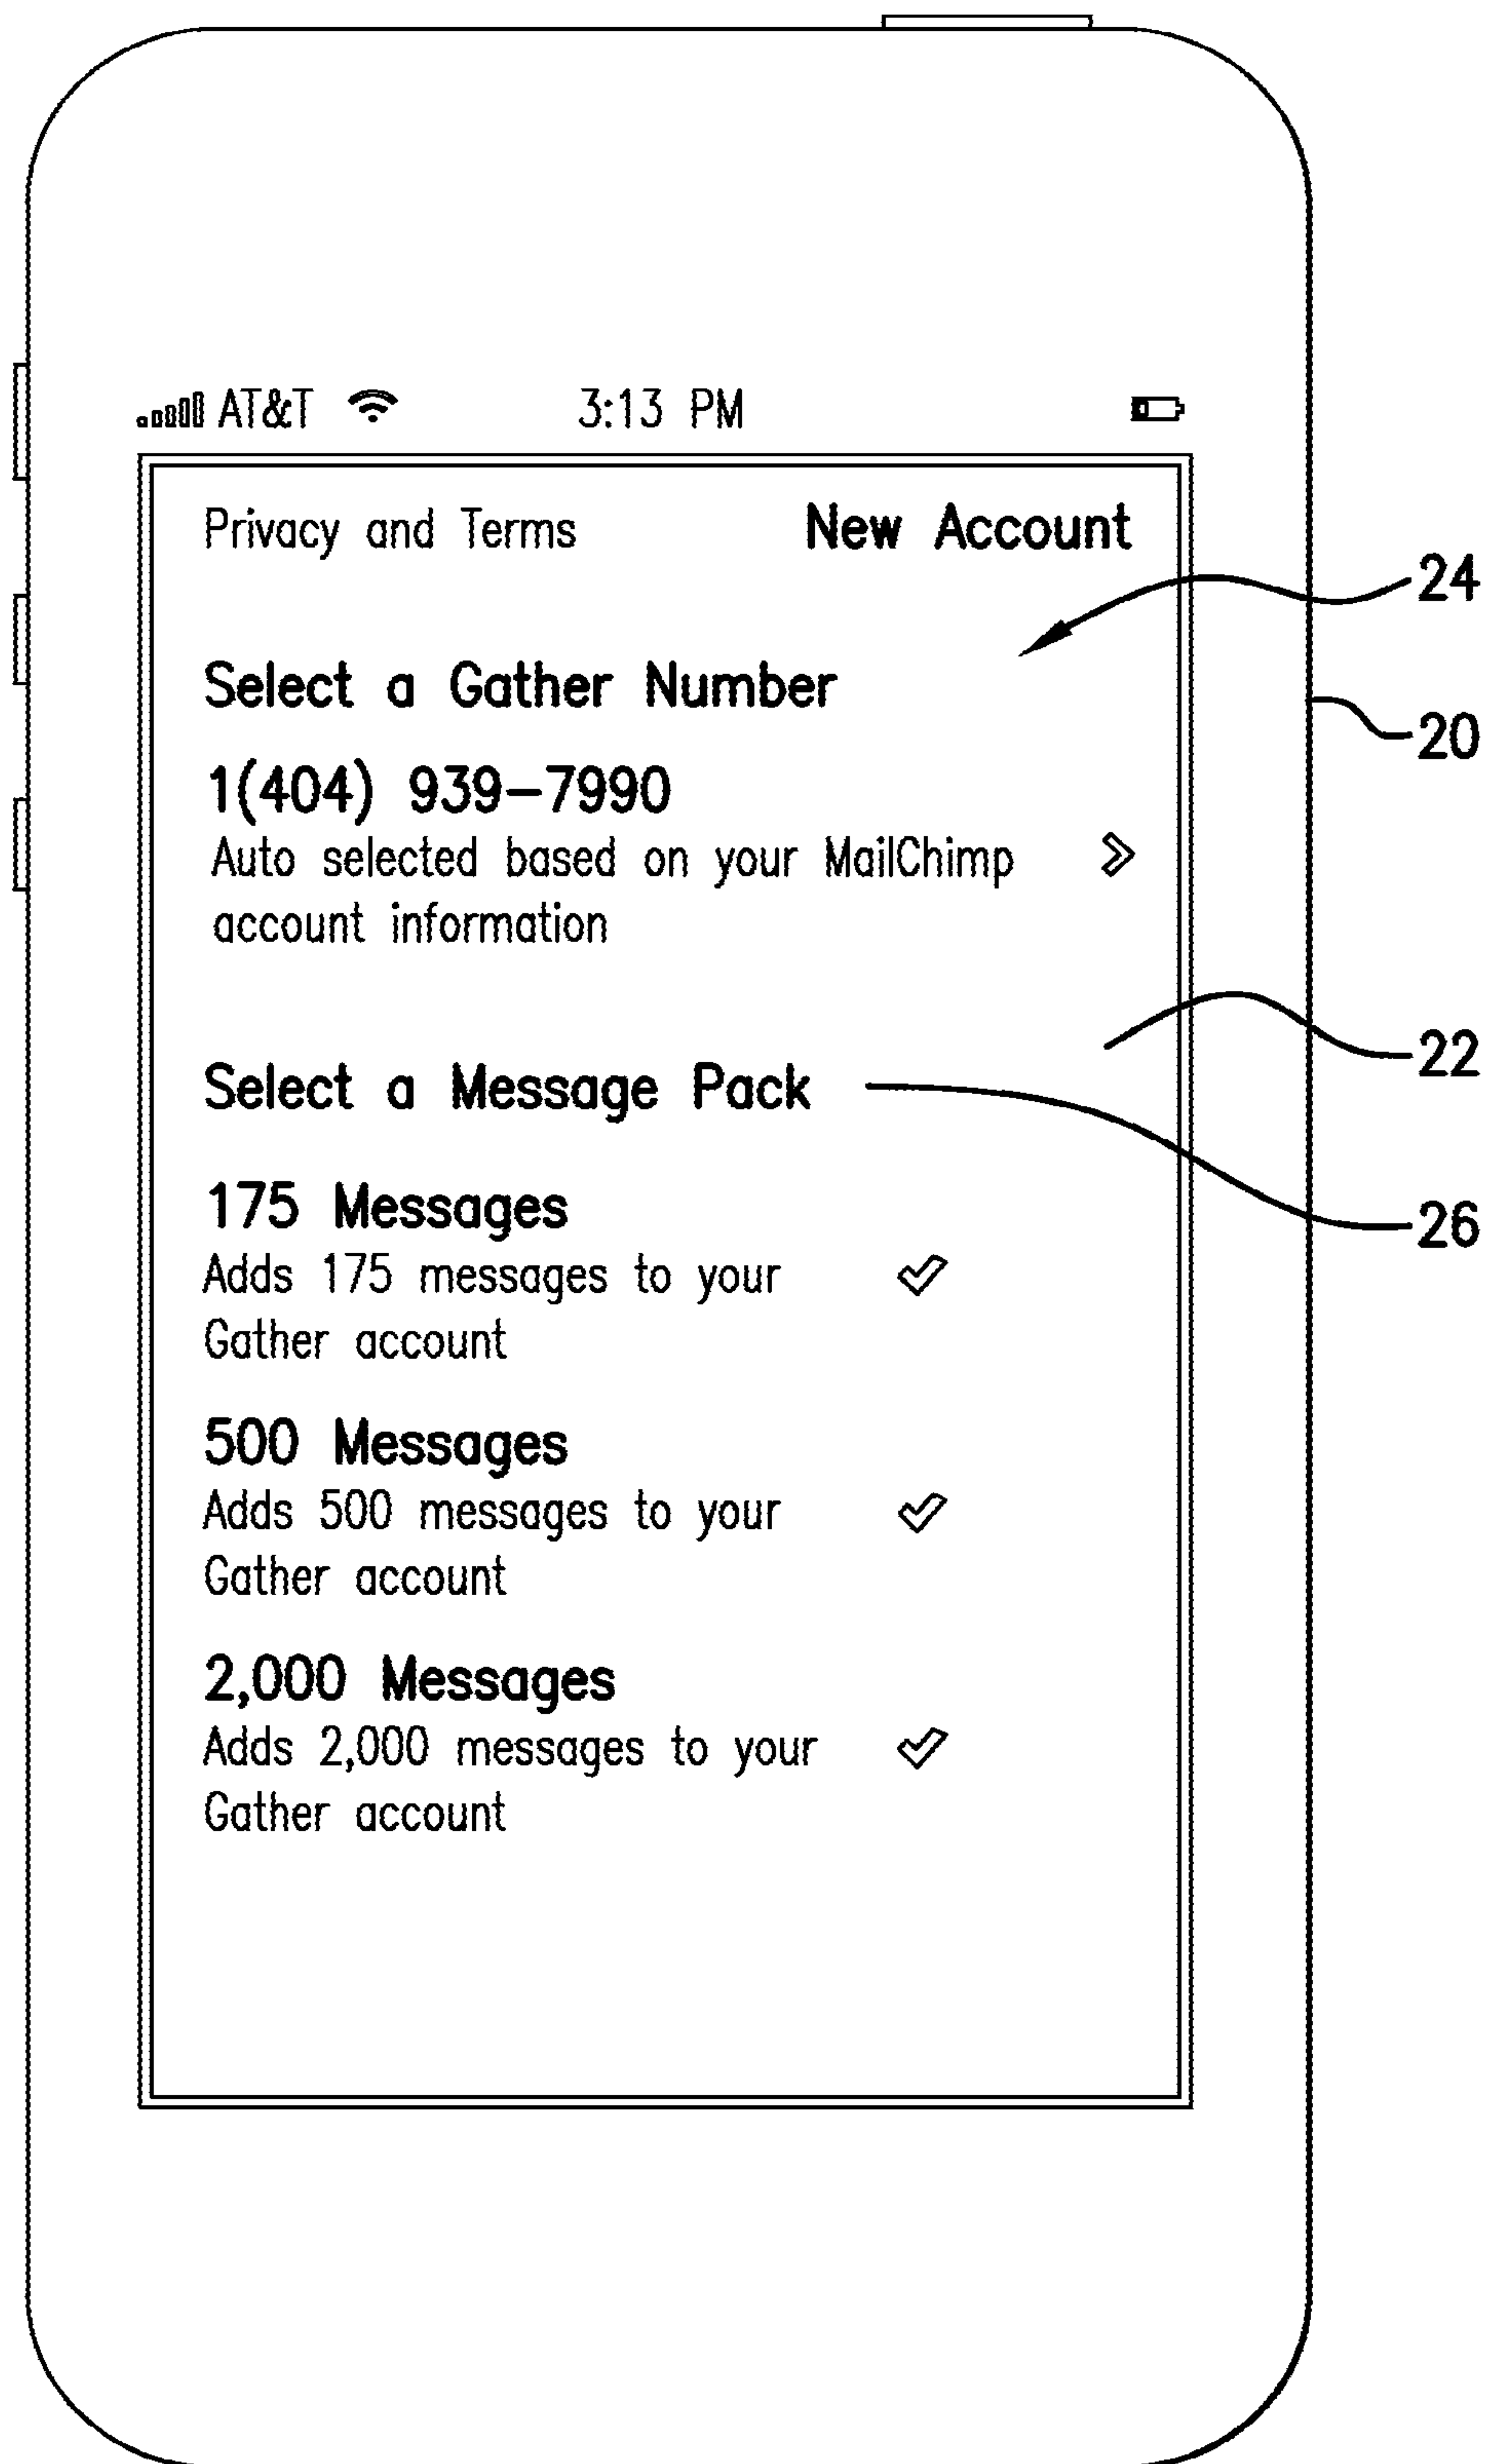 AT&T 3:13 PM
Privacy and Terms New Account
24
Select a Gather Number
20
1(404) 939-7990
Auto selected based on your MailChimp
account information
22
Select a Message Pack
26
175 Messages
Adds 175 messages to your
Gather account
500 Messages
Adds 500 messages to your
Gather account
2,000 Messages
Adds 2,000 messages to your
Gather account